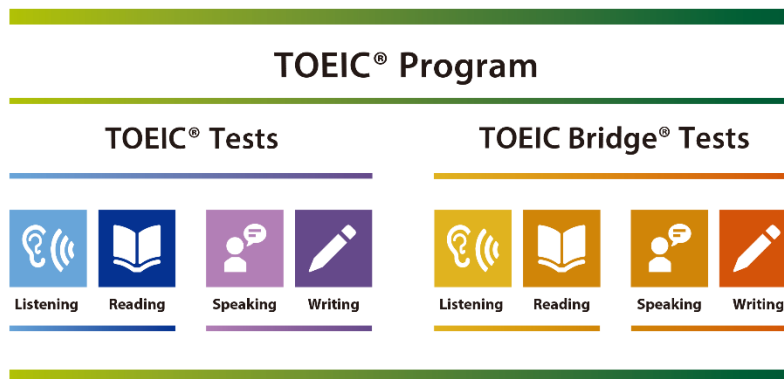 TOEIC® Program
TOEIC® Tests
TOEIC Bridge® Tests
Listening Reading Speaking Writing
Listening Reading Speaking Writing